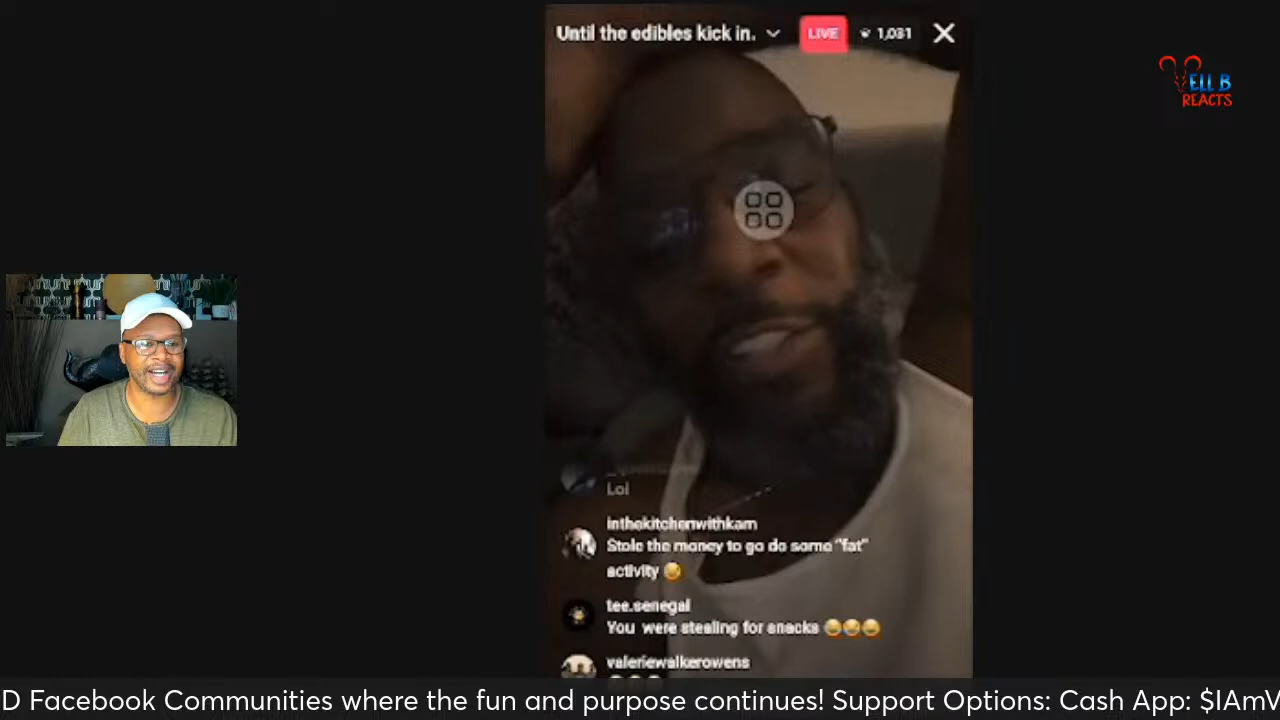 Until the edibles kick in.
LIVE
1,031
VELL B
REACTS
Lol
inthekitchenwithkam
Stole the money to go do some “fat”
activity 😂
tee.senegal
You were stealing for snacks 😂😂😂
valeriewalkerowens
D Facebook Communities where the fun and purpose continues! Support Options: Cash App: $IAmV